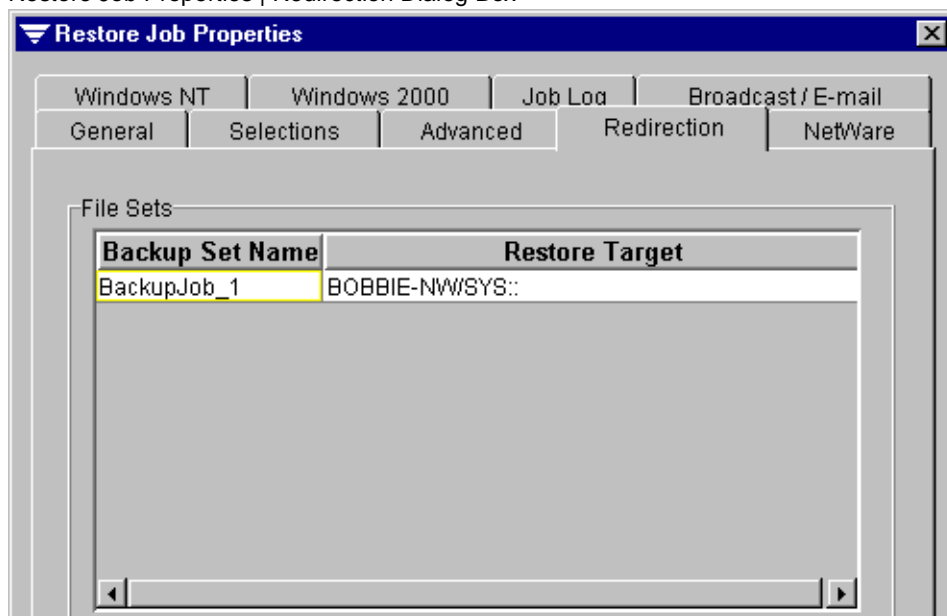 Restore Job Properties | Redirection Dialog Box
Restore Job Properties
Windows NT Windows 2000 Job Log Broadcast / E-mail
General Selections Advanced Redirection NetWare
File Sets
Backup Set Name Restore Target
BackupJob_1 BOBBIE-NW/SYS::